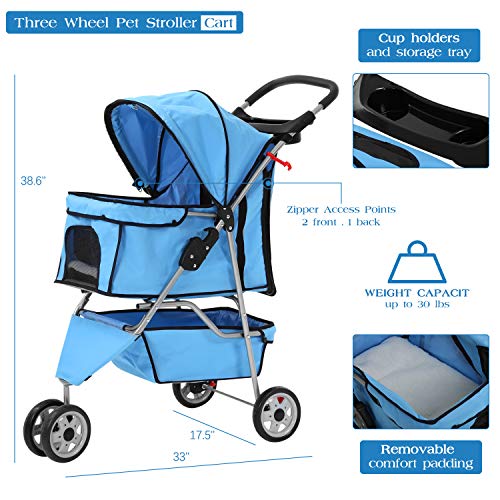 Three Wheel Pet Stroller Cart
Cup holders
and storage tray
38.6"
Zipper Access Points
2 front . 1 back
WEIGHT CAPACIT
up to 30 lbs
17.5"
33"
Removable
comfort padding